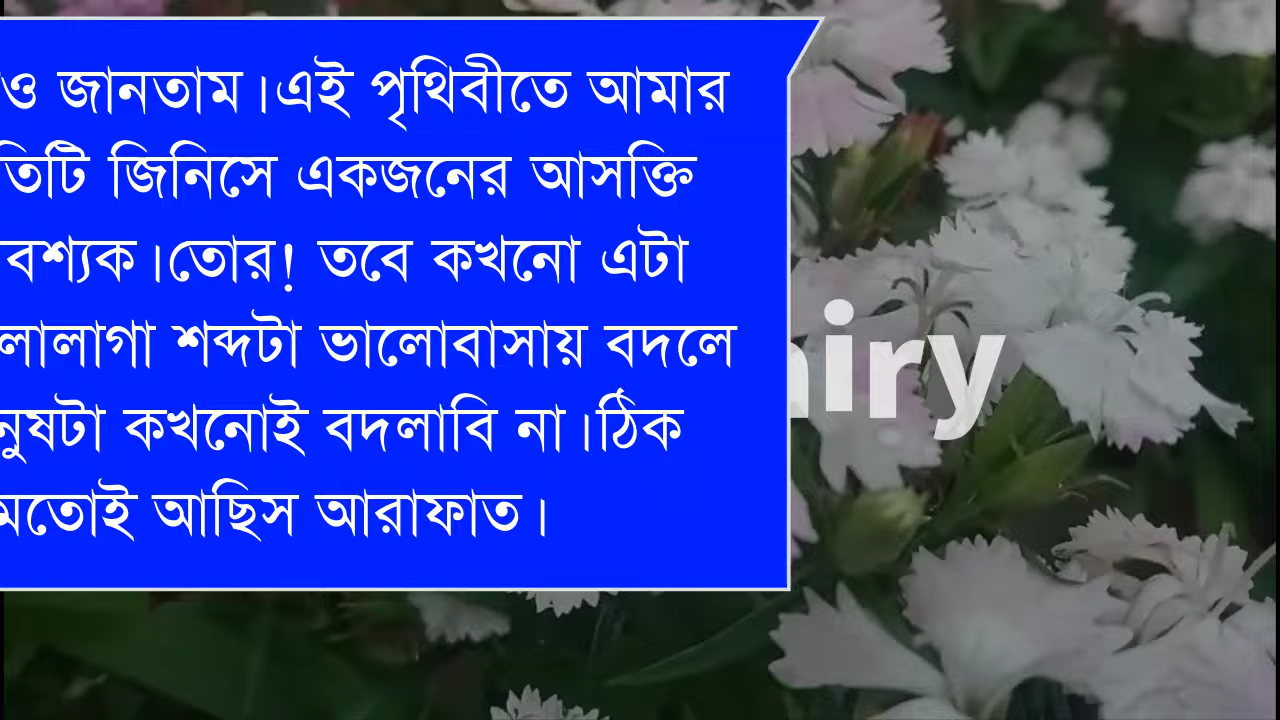 ও জানতাম।এই পৃথিবীতে আমার
তিটি জিনিসে একজনের আসক্তি
বশ্যক।তোর! তবে কখনো এটা
লালাগা শব্দটা ভালোবাসায় বদলে
নুষটা কখনোই বদলাবি না।ঠিক
মতোই আছিস আরাফাত।
iry